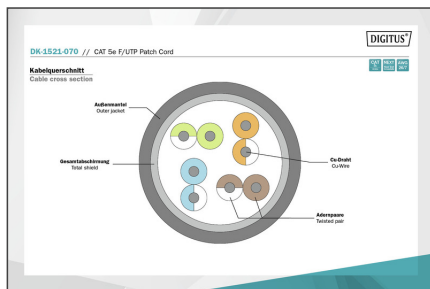 DIGITUS®
DK-1521-070 // CAT 5e F/UTP Patch Cord
Kabelquerschnitt
Cable cross section
Außenmantel
Outer jacket
Gesamtabschirmung
Total shield
Cu-Draht
Cu-Wire
Adernpaare
Twisted pair